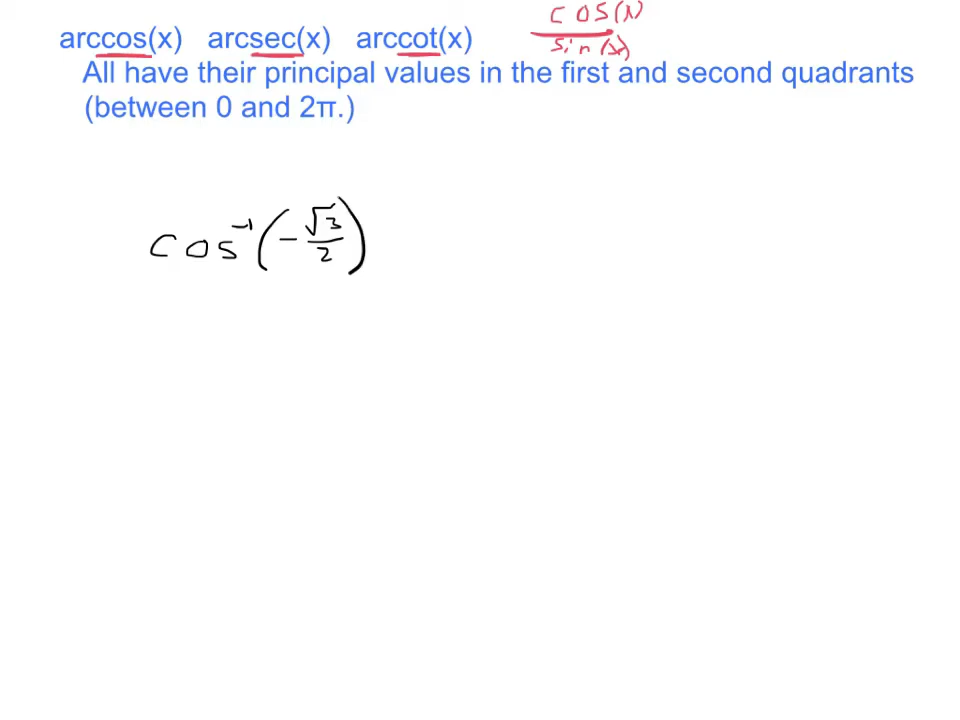 arccos(x) arcsec(x) arccot(x) cos(x)/sin(x)
All have their principal values in the first and second quadrants
(between 0 and 2π.)
cos⁻¹(-√3/2)